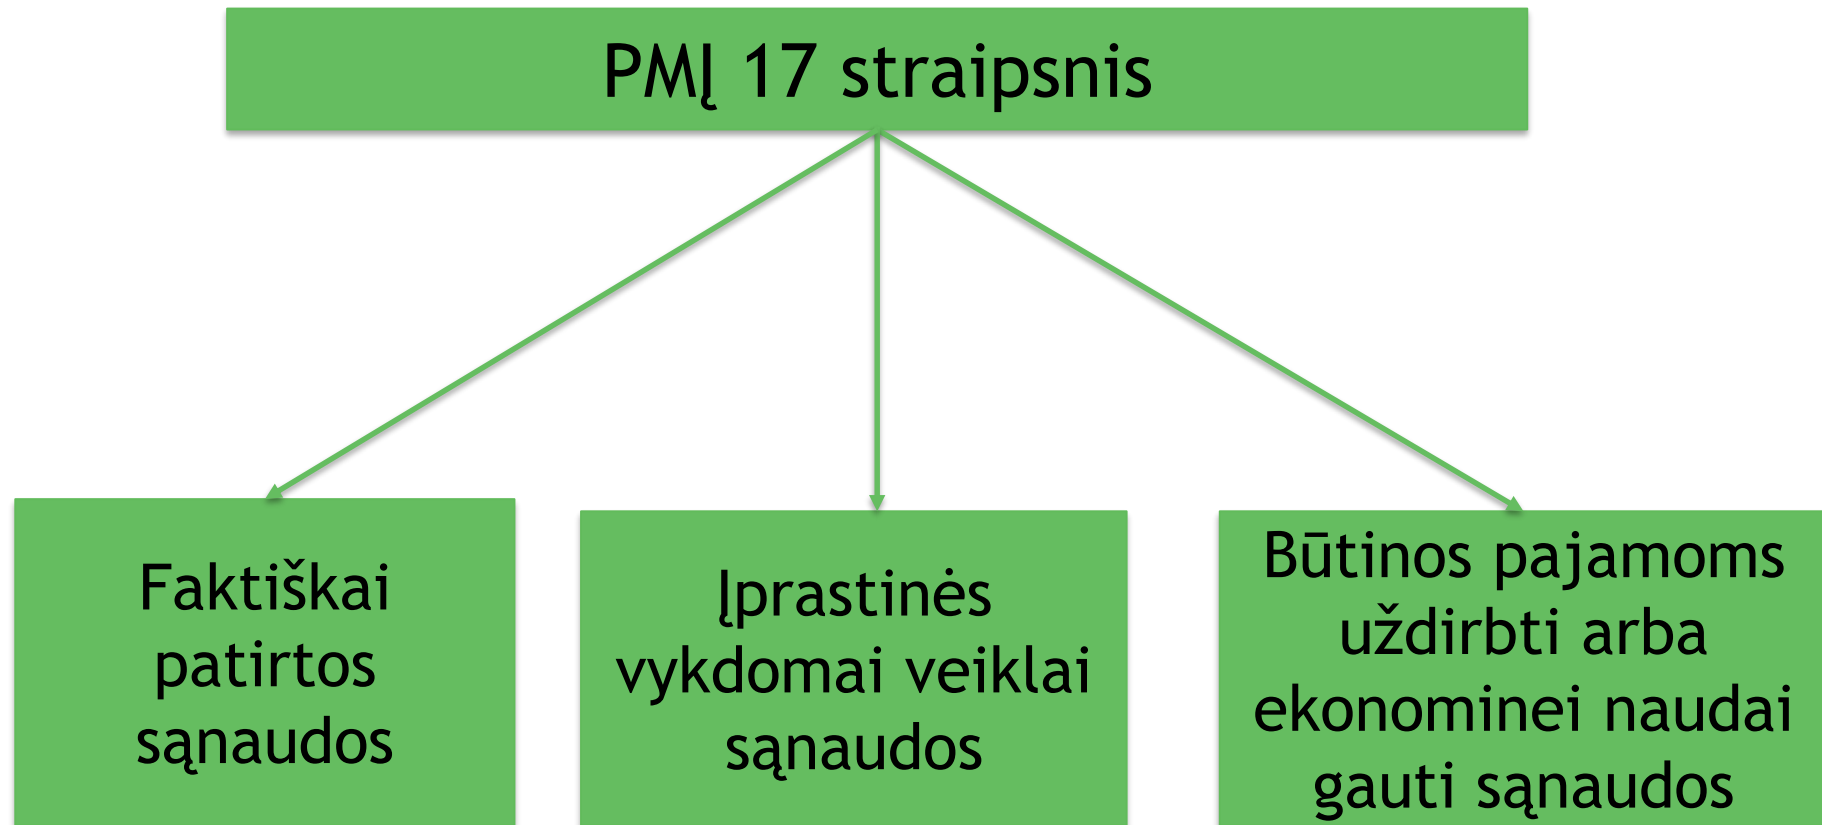 PMĮ 17 straipsnis
Faktiškai
patirtos
sąnaudos
Įprastinės
vykdomai veiklai
sąnaudos
Būtinos pajamoms
uždirbti arba
ekonominei naudai
gauti sąnaudos